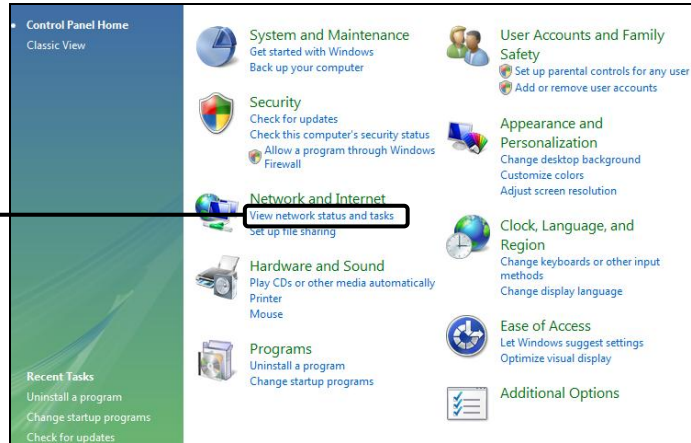 Control Panel Home
Classic View
Recent Tasks
Uninstall a program
Change startup programs
Check for updates
System and Maintenance
Get started with Windows
Back up your computer
Security
Check for updates
Check this computer's security status
Allow a program through Windows
Firewall
Network and Internet
View network status and tasks
Set up file sharing
Hardware and Sound
Play CDs or other media automatically
Printer
Mouse
Programs
Uninstall a program
Change startup programs
User Accounts and Family
Safety
Set up parental controls for any user
Add or remove user accounts
Appearance and
Personalization
Change desktop background
Customize colors
Adjust screen resolution
Clock, Language, and
Region
Change keyboards or other input
methods
Change display language
Ease of Access
Let Windows suggest settings
Optimize visual display
Additional Options